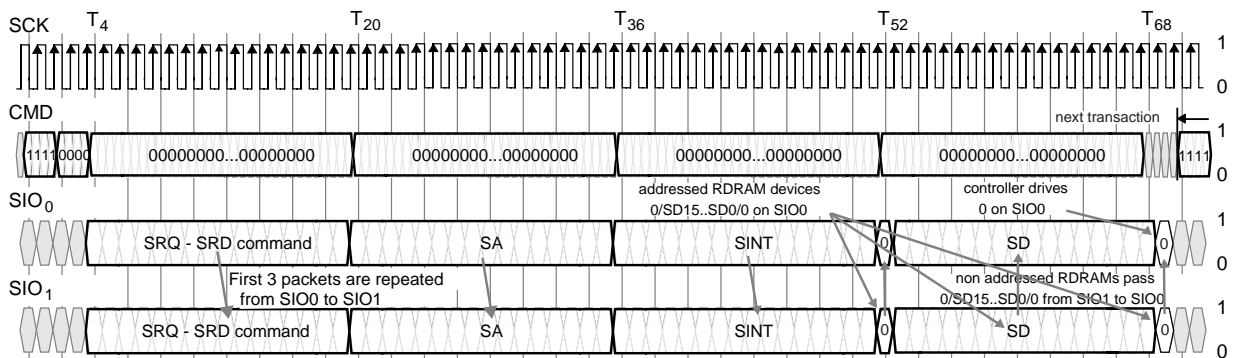 T4 T20 T36 T52 T68
SCK
1
0
CMD
next transaction
1
1111 0000 00000000...00000000 00000000...00000000 00000000...00000000 00000000...00000000 1111
0
addressed RDRAM devices
0/SD15..SD0/0 on SIO0
controller drives
0 on SIO0
SIO0
1
SRQ - SRD command SA SINT 0 SD 0
0
First 3 packets are repeated
from SIO0 to SIO1
non addressed RDRAMs pass
0/SD15..SD0/0 from SIO1 to SIO0
SIO1
1
SRQ - SRD command SA SINT 0 SD 0
0